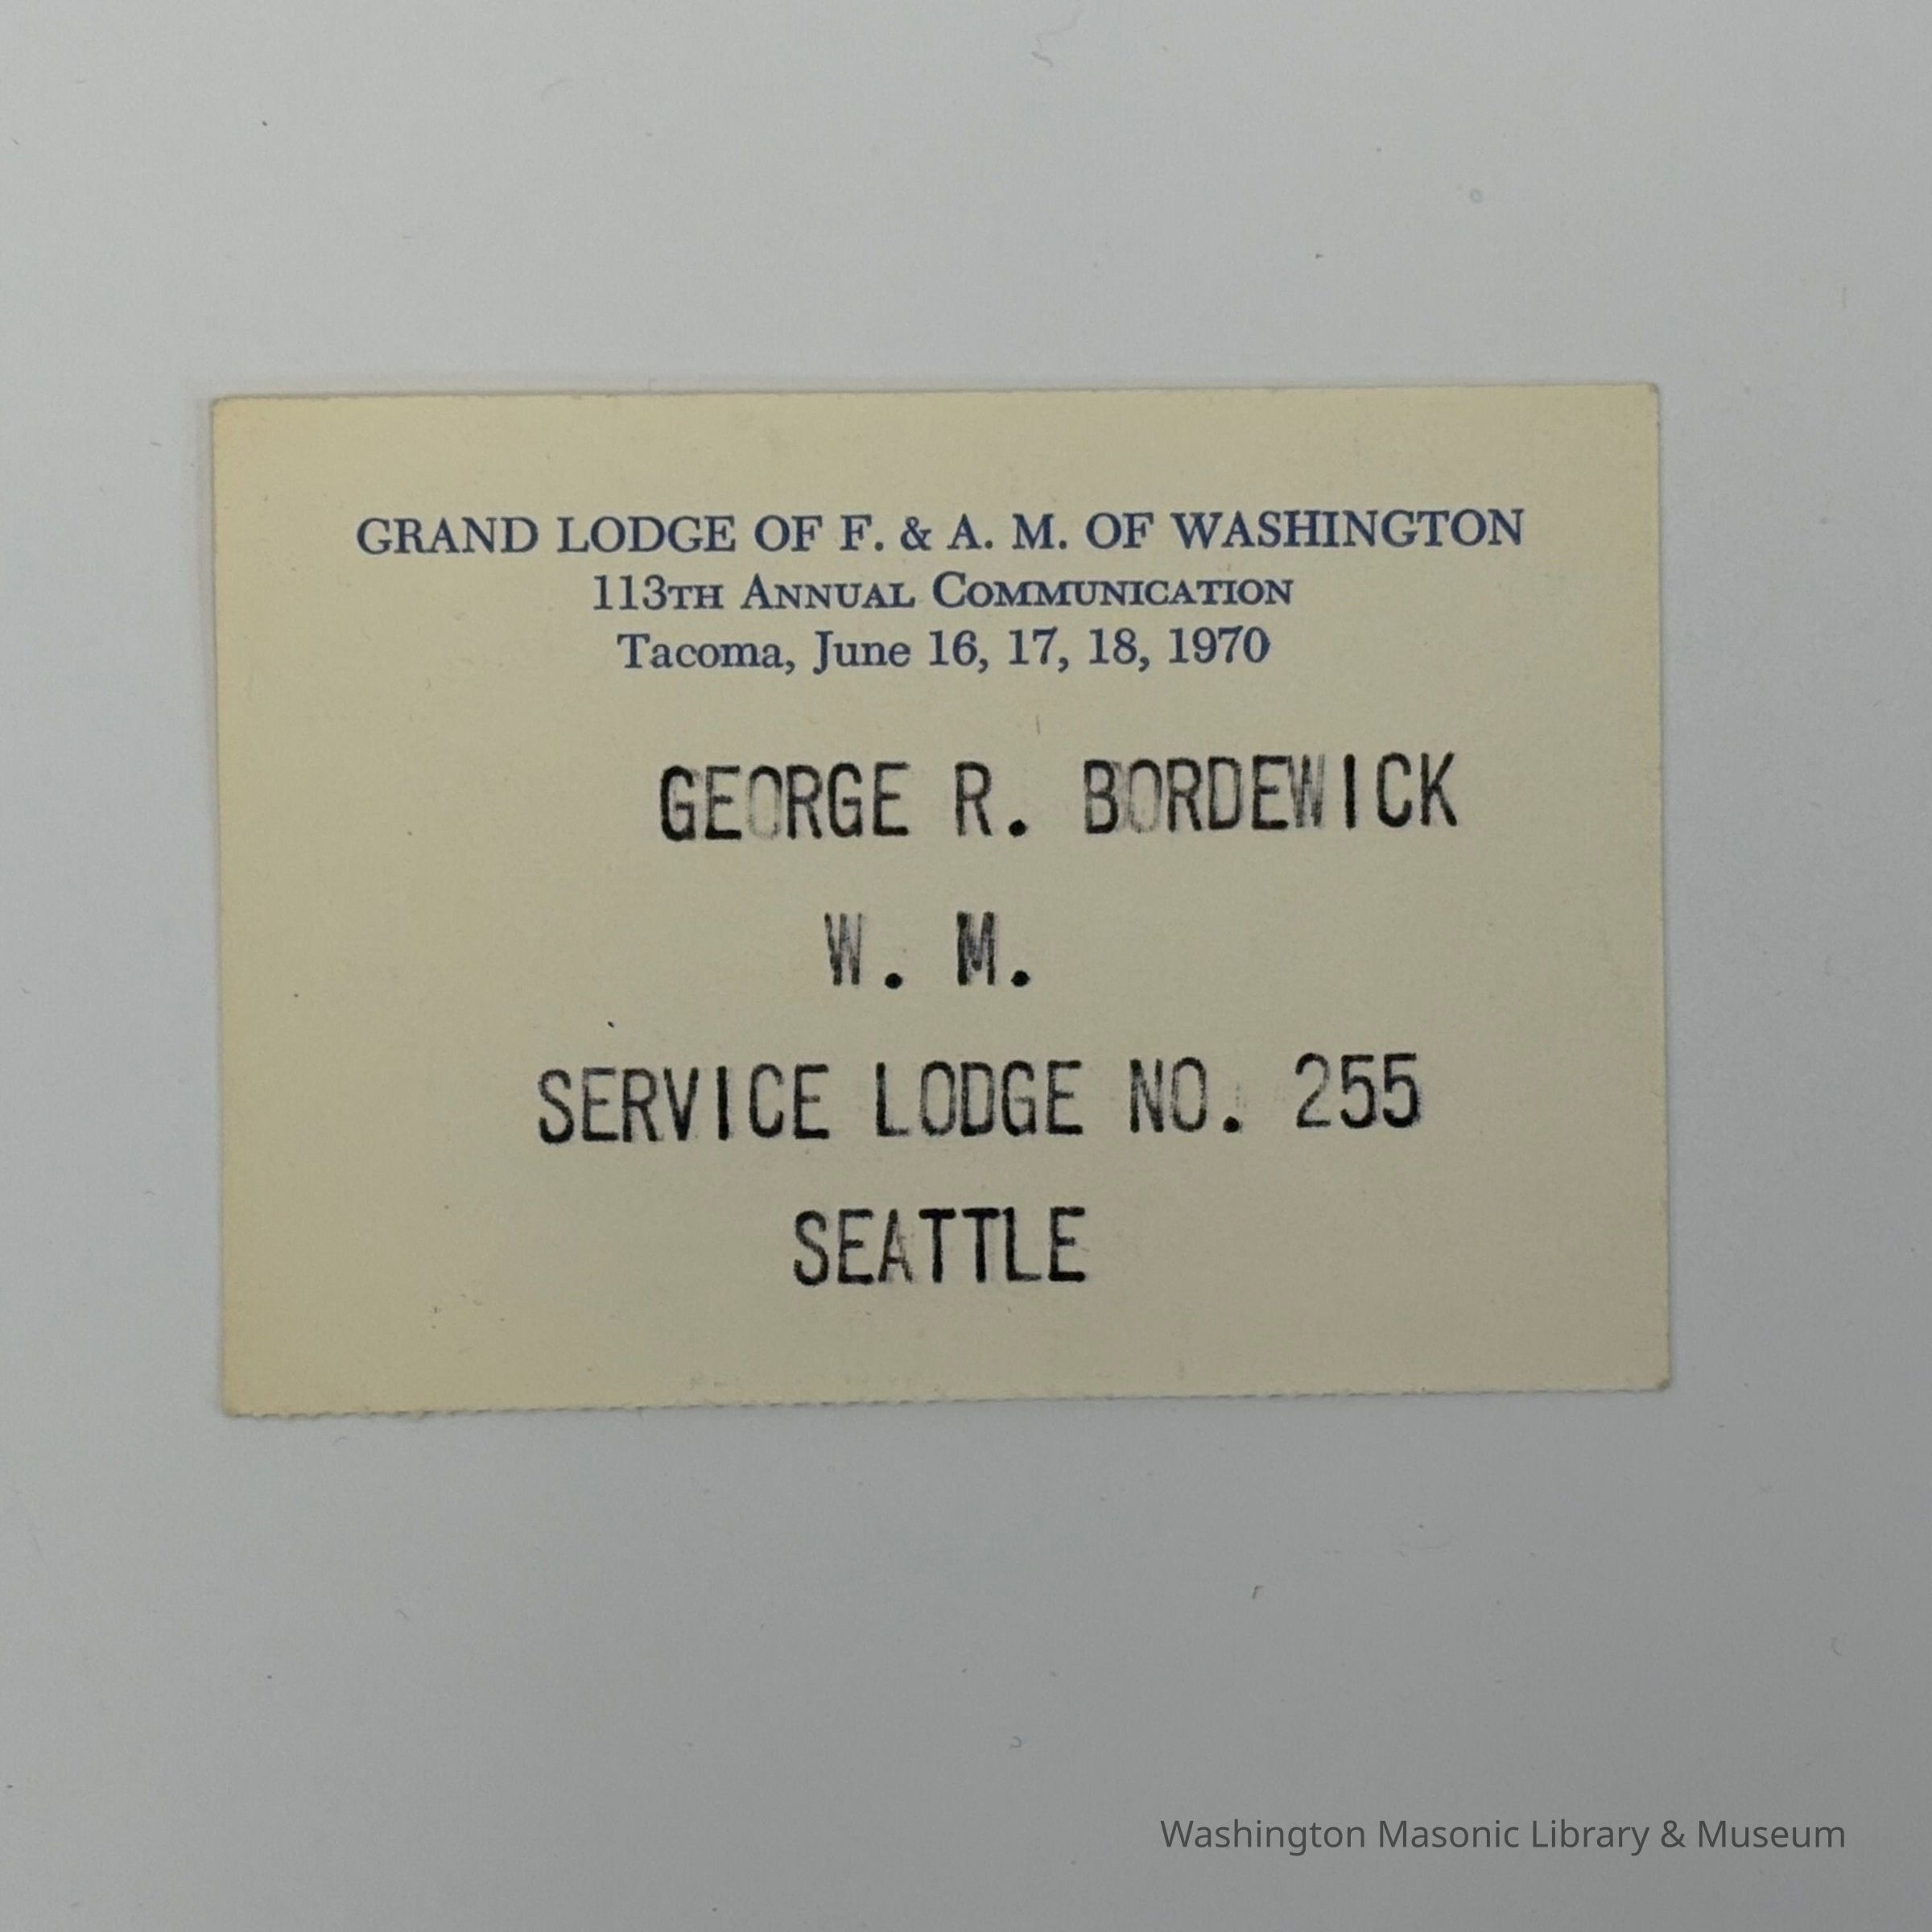 GRAND LODGE OF F. & A. M. OF WASHINGTON
113TH ANNUAL COMMUNICATION
Tacoma, June 16, 17, 18, 1970
GEORGE R. BORDEWICK
W. M.
SERVICE LODGE NO. 255
SEATTLE
Washington Masonic Library & Museum